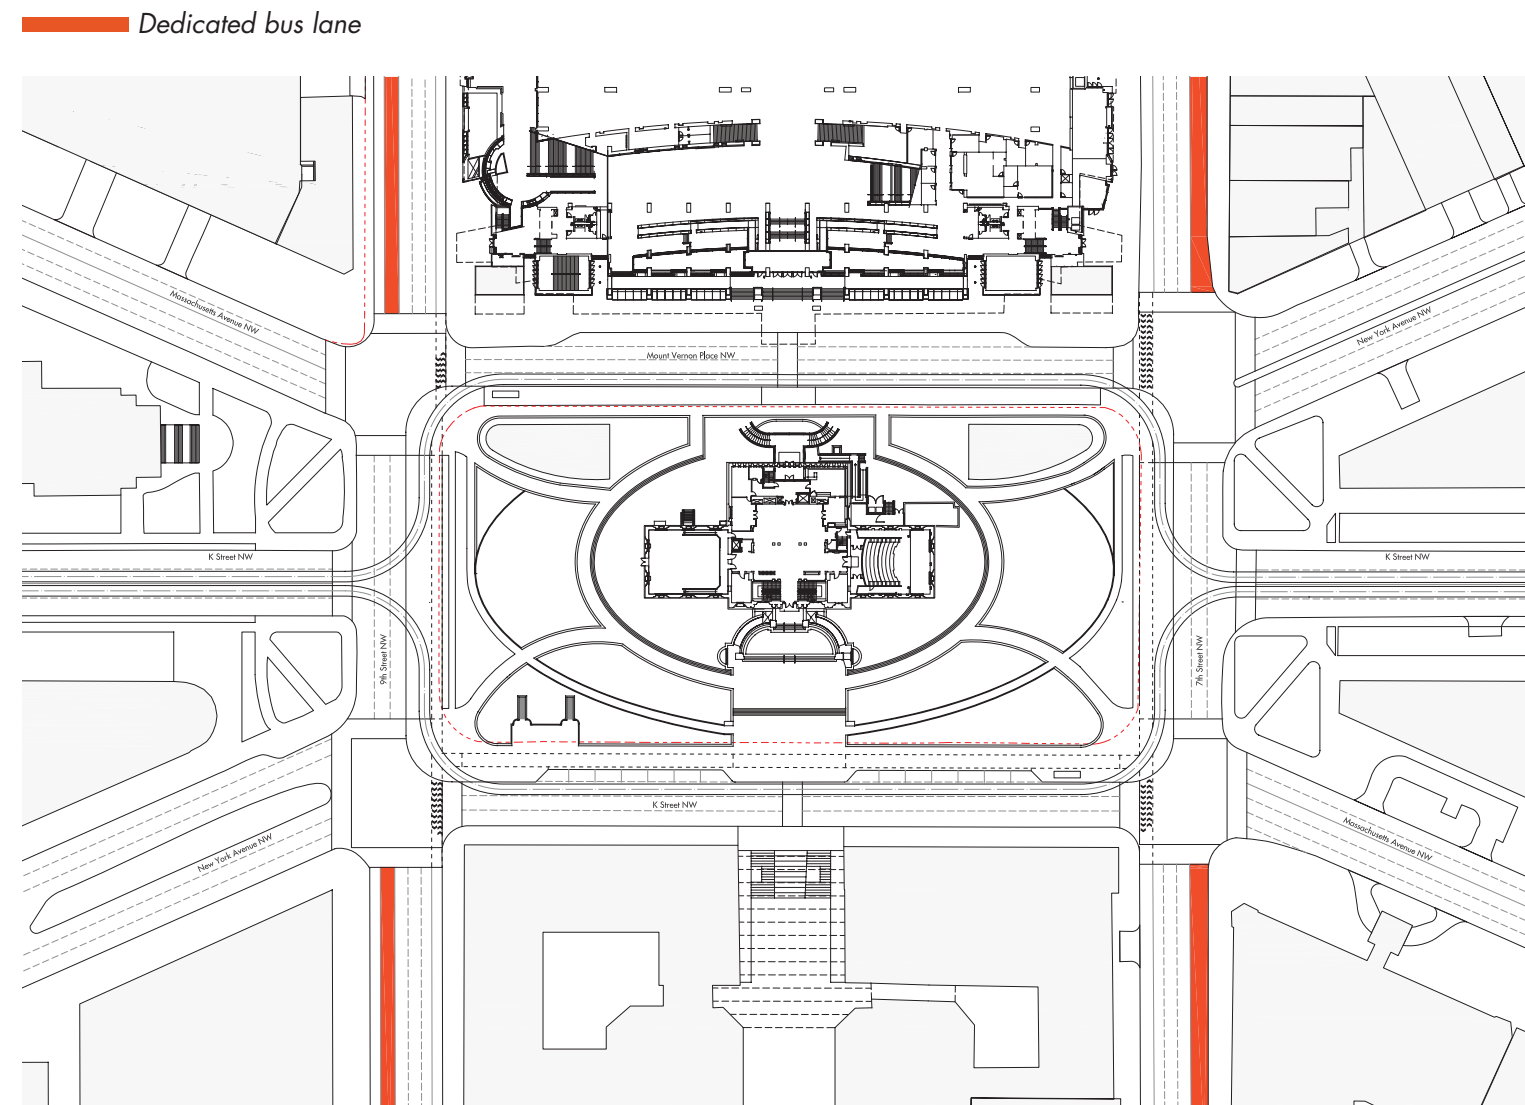 Dedicated bus lane
Massachusetts Avenue NW
New York Avenue NW
Mount Vernon Place NW
K Street NW
K Street NW
9th Street NW
7th Street NW
K Street NW
New York Avenue NW
Massachusetts Avenue NW